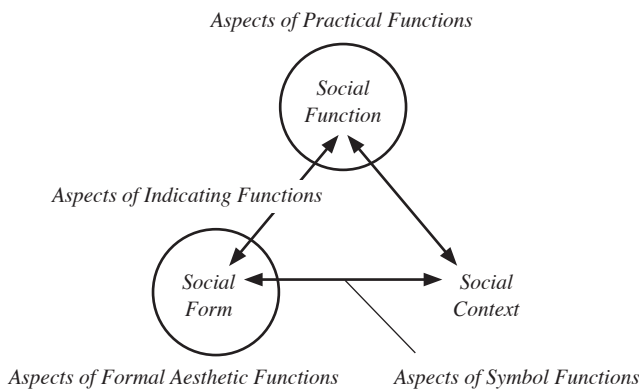 Aspects of Practical Functions
Social
Function
Aspects of Indicating Functions
Social
Form
Social
Context
Aspects of Formal Aesthetic Functions
Aspects of Symbol Functions